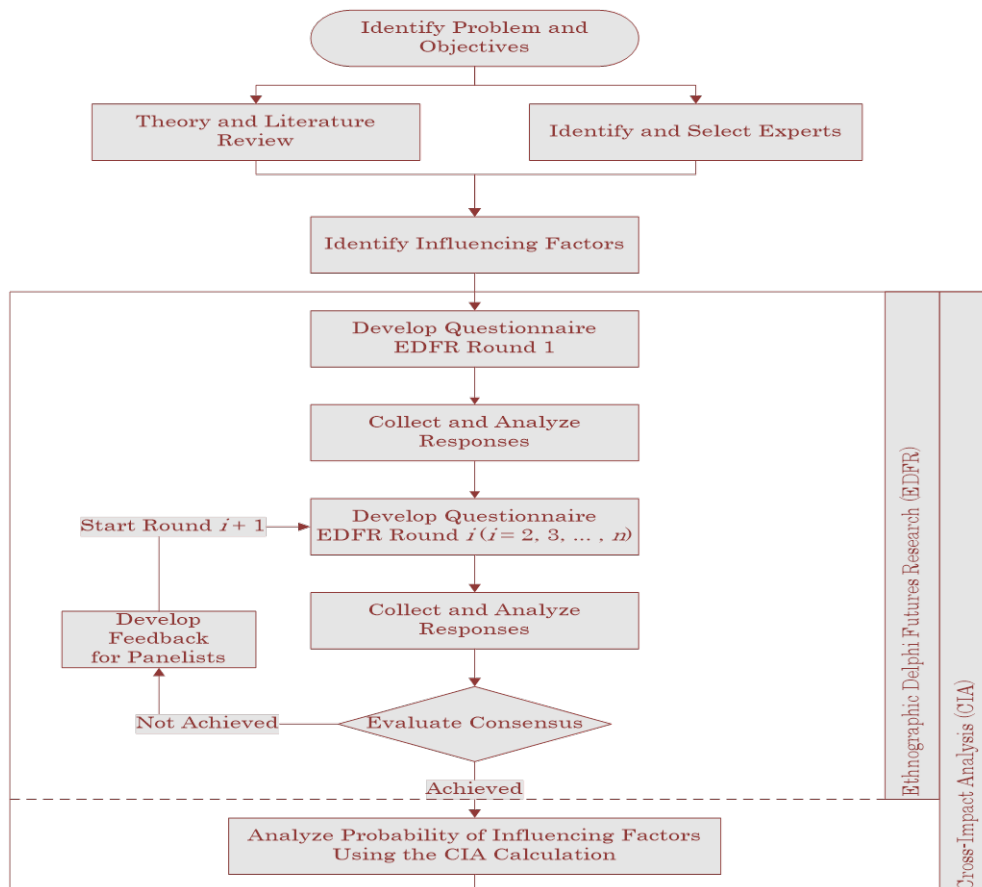 Identify Problem and
Objectives
Theory and Literature
Review
Identify and Select Experts
Identify Influencing Factors
Develop Questionnaire
EDFR Round 1
Collect and Analyze
Responses
Start Round i + 1
Develop Questionnaire
EDFR Round i (i = 2, 3, ... , n)
Collect and Analyze
Responses
Develop
Feedback
for Panelists
Not Achieved
Evaluate Consensus
Achieved
Analyze Probability of Influencing Factors
Using the CIA Calculation
Ethnographic Delphi Futures Research (EDFR)
Cross-Impact Analysis (CIA)